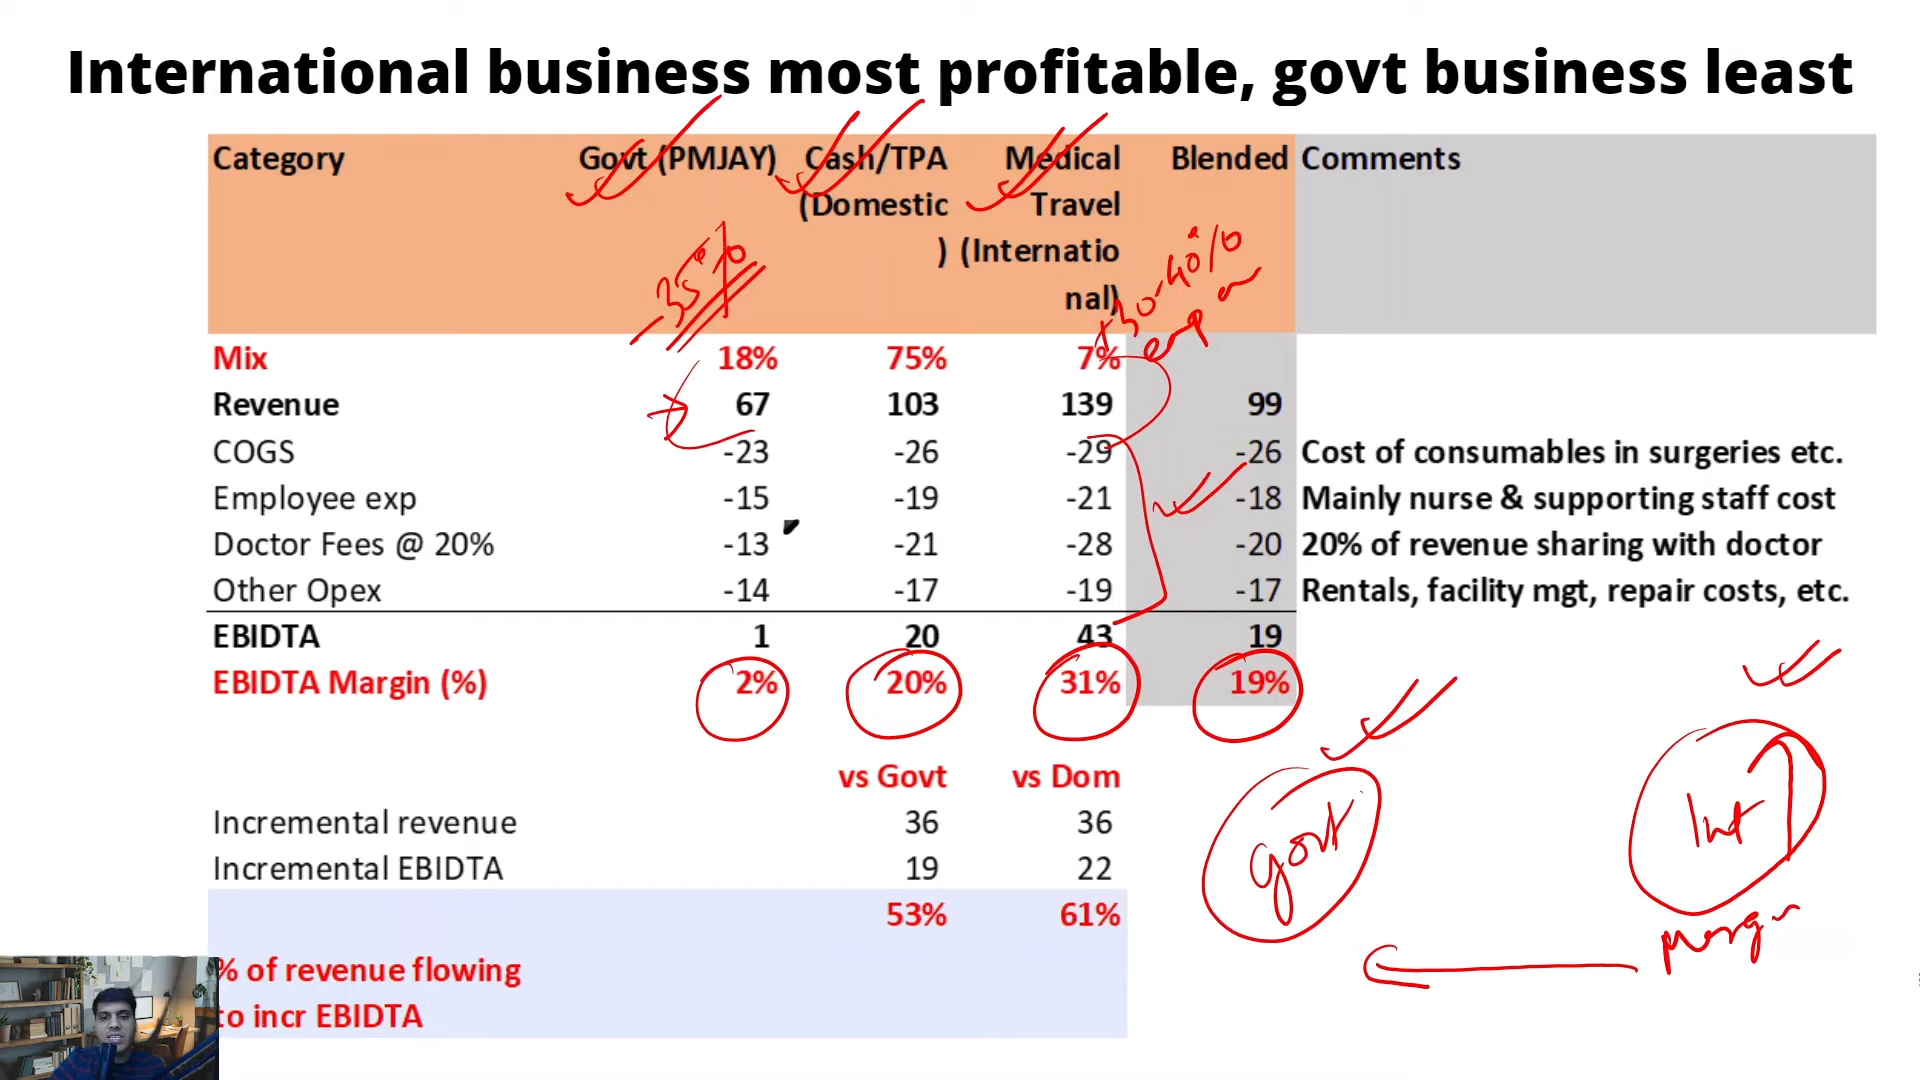 International business most profitable, govt business least
Category Govt (PMJAY) Cash/TPA Medical Blended Comments
(Domestic Travel
) (Internatio
nal)
-35%
+30-40%
Mix 18% 75% 7%
Revenue 67 103 139 99
COGS -23 -26 -29 -26 Cost of consumables in surgeries etc.
Employee exp -15 -19 -21 -18 Mainly nurse & supporting staff cost
Doctor Fees @ 20% -13 -21 -28 -20 20% of revenue sharing with doctor
Other Opex -14 -17 -19 -17 Rentals, facility mgt, repair costs, etc.
EBIDTA 1 20 43 19
EBIDTA Margin (%) 2% 20% 31% 19%
vs Govt vs Dom
Incremental revenue 36 36
Incremental EBIDTA 19 22
53% 61%
% of revenue flowing
to incr EBIDTA
govt
Int